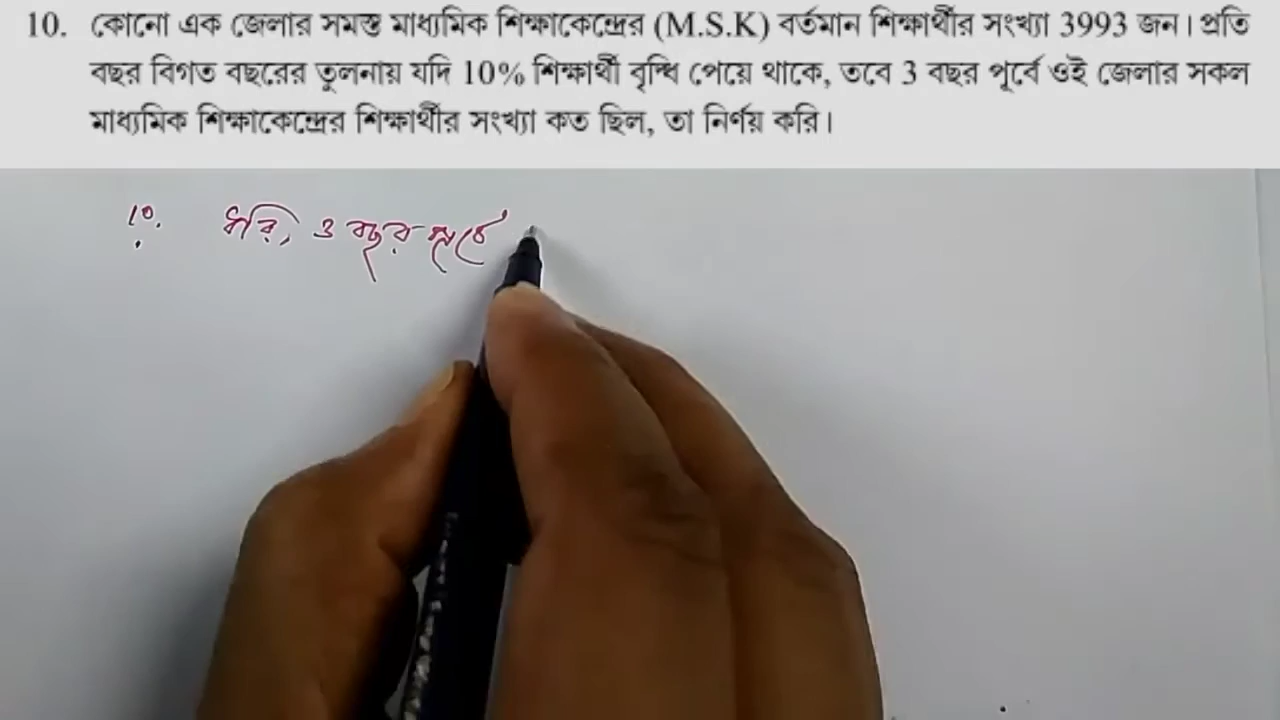 10. কোনো এক জেলার সমস্ত মাধ্যমিক শিক্ষাকেন্দ্রের (M.S.K) বর্তমান শিক্ষার্থীর সংখ্যা 3993 জন। প্রতি
বছর বিগত বছরের তুলনায় যদি 10% শিক্ষার্থী বৃদ্ধি পেয়ে থাকে, তবে 3 বছর পূর্বে ওই জেলার সকল
মাধ্যমিক শিক্ষাকেন্দ্রের শিক্ষার্থীর সংখ্যা কত ছিল, তা নির্ণয় করি।
10. ধরি, ৩ বছর পূর্বে